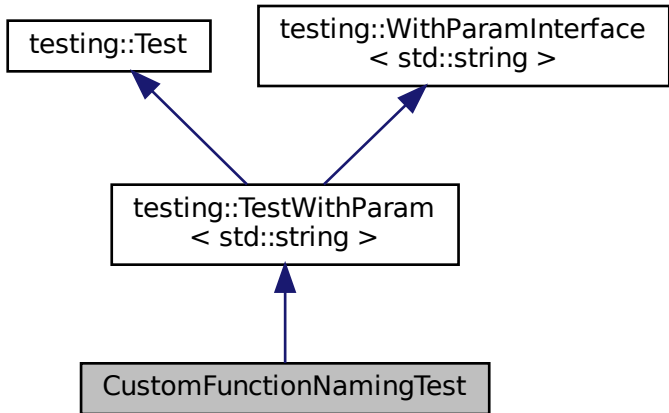 testing::Test
testing::WithParamInterface
< std::string >
testing::TestWithParam
< std::string >
CustomFunctionNamingTest